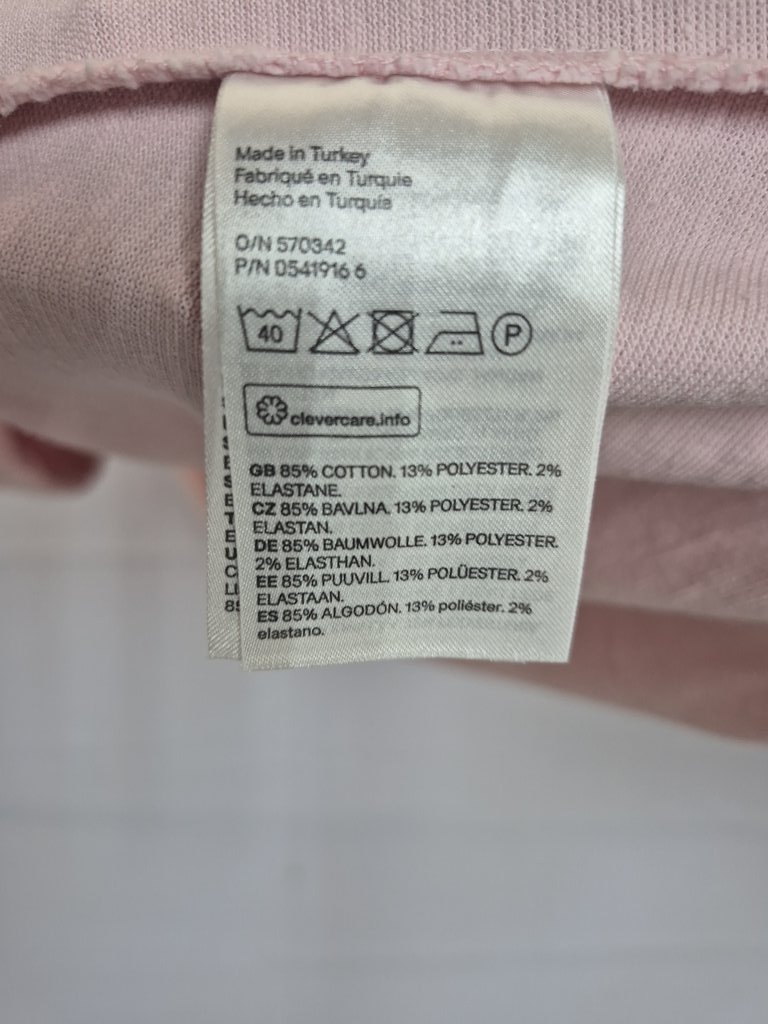 Made in Turkey
Fabriqué en Turquie
Hecho en Turquía
O/N 570342
P/N 0541916 6
40
P
clevercare.info
GB 85% COTTON. 13% POLYESTER. 2%
ELASTANE.
CZ 85% BAVLNA. 13% POLYESTER. 2%
ELASTAN.
DE 85% BAUMWOLLE. 13% POLYESTER.
2% ELASTHAN.
EE 85% PUUVILL. 13% POLÜESTER. 2%
ELASTAAN.
ES 85% ALGODÓN. 13% poliéster. 2%
elastano.